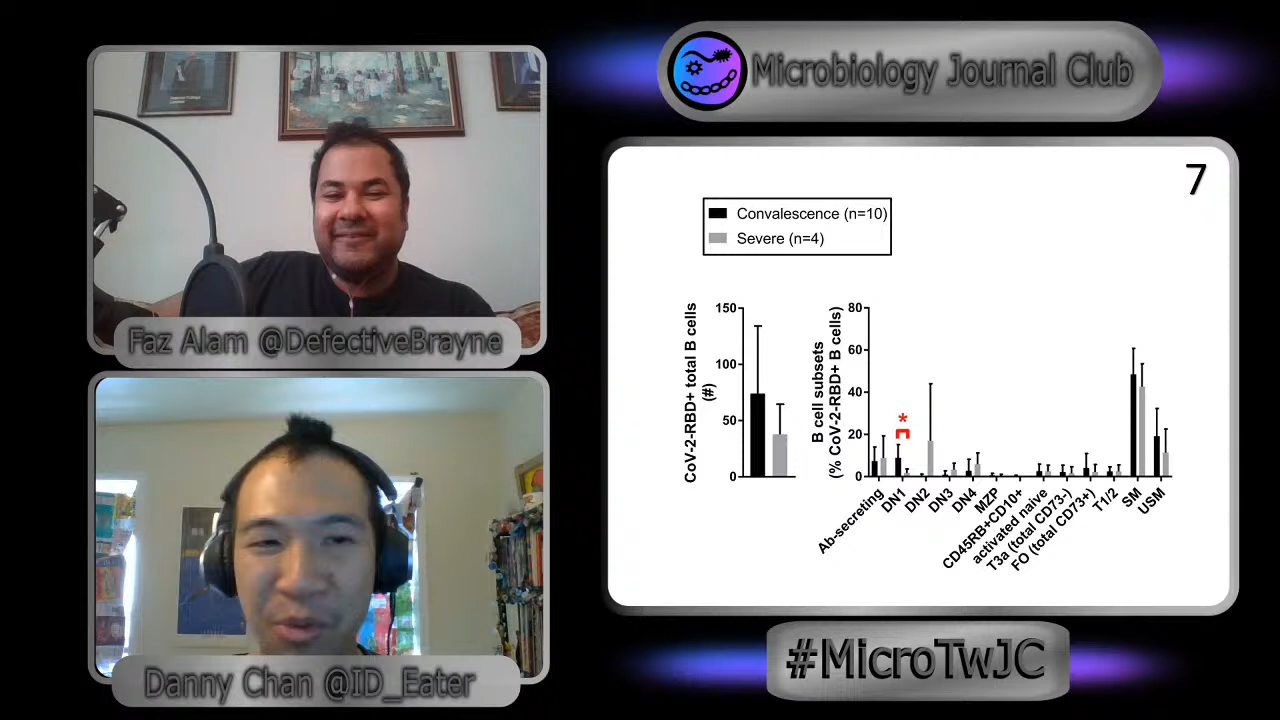 Microbiology Journal Club
Faz Alam @DefectiveBrayne
Danny Chan @ID_Eater
7
Convalescence (n=10)
Severe (n=4)
CoV-2-RBD+ total B cells
(#)
150
100
50
0
B cell subsets
(% CoV-2-RBD+ B cells)
80
60
40
20
0
*
Ab-secreting
DN1
DN2
DN3
DN4
MZP
CD45RB+CD10+
activated naive
T3a (total CD73-)
FO (total CD73+)
T1/2
SM
USM
#MicroTwJC